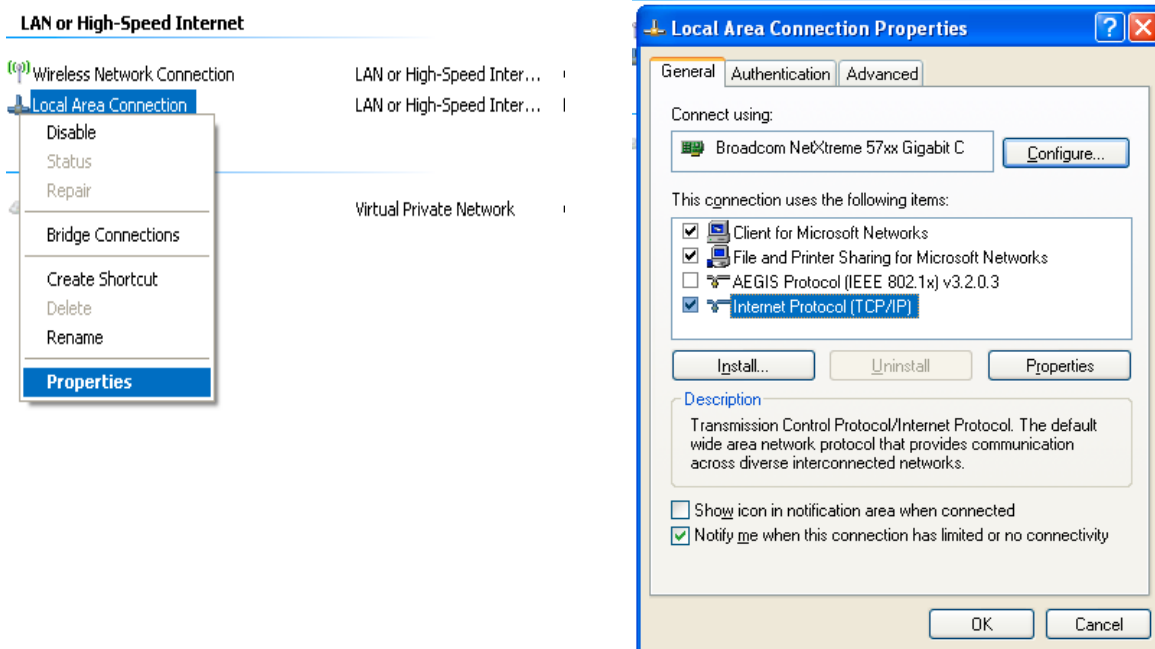 LAN or High-Speed Internet
Wireless Network Connection LAN or High-Speed Inter...
Local Area Connection LAN or High-Speed Inter...
Disable
Status
Repair
Virtual Private Network
Bridge Connections
Create Shortcut
Delete
Rename
Properties
Local Area Connection Properties
General Authentication Advanced
Connect using:
Broadcom NetXtreme 57xx Gigabit C
Configure...
This connection uses the following items:
Client for Microsoft Networks
File and Printer Sharing for Microsoft Networks
AEGIS Protocol (IEEE 802.1x) v3.2.0.3
Internet Protocol (TCP/IP)
Install... Uninstall Properties
Description
Transmission Control Protocol/Internet Protocol. The default
wide area network protocol that provides communication
across diverse interconnected networks.
Show icon in notification area when connected
Notify me when this connection has limited or no connectivity
OK Cancel